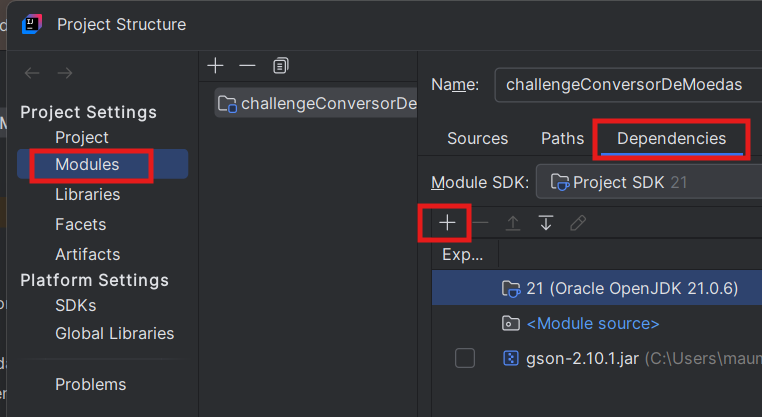 Project Structure
Project Settings
Project
Modules
Libraries
Facets
Artifacts
Platform Settings
SDKs
Global Libraries
Problems
challengeConversorDe
Name: challengeConversorDeMoedas
Sources Paths Dependencies
Module SDK: Project SDK 21
Exp...
21 (Oracle OpenJDK 21.0.6)
<Module source>
gson-2.10.1.jar (C:\Users\maur